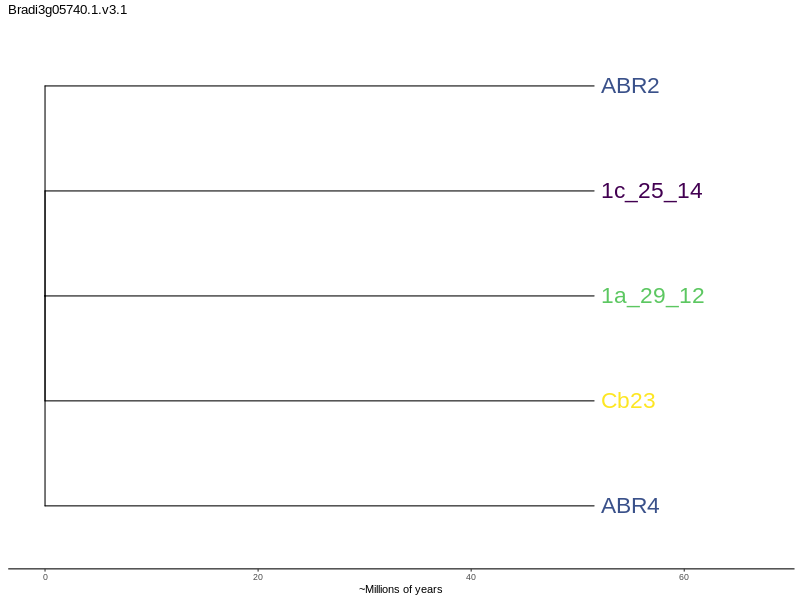 Bradi3g05740.1.v3.1
ABR2
1c_25_14
1a_29_12
Cb23
ABR4
0 20 40 60
~Millions of years